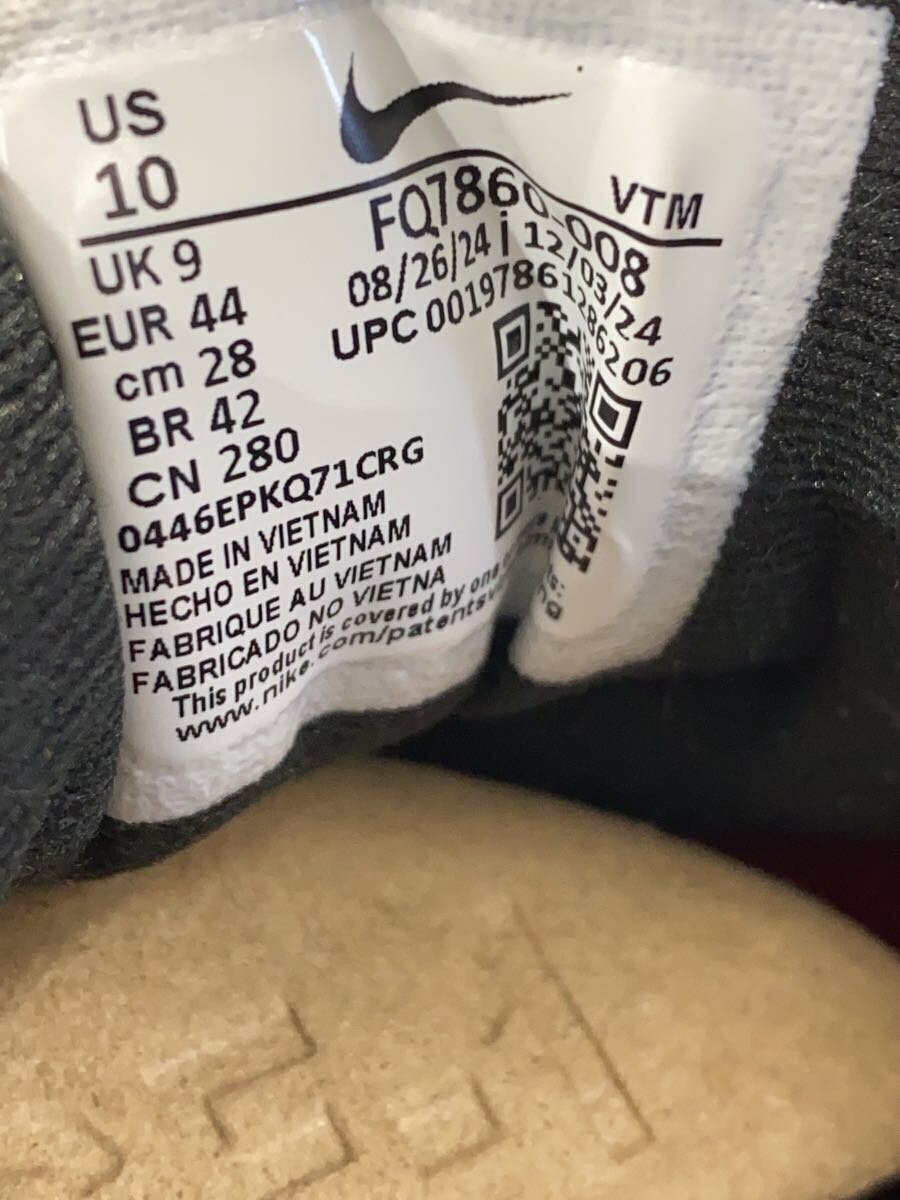 US
10
VTM
UK 9
EUR 44
cm 28
BR 42
CN 280
FQ7860-008
08/26/24 | 12/03/24
UPC 00197861286206
0446EPKQ71CRG
MADE IN VIETNAM
HECHO EN VIETNAM
FABRIQUE AU VIETNAM
FABRICADO NO VIETNA
This product is covered by one
www.nike.com/patents